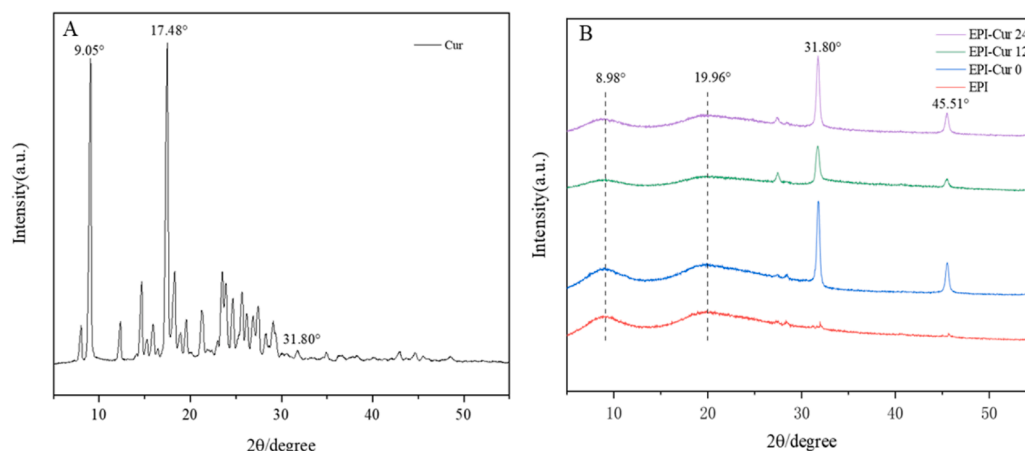 A
17.48°
9.05°
Cur
31.80°
Intensity(a.u.)
10
20
30
40
50
2θ/degree
B
EPI-Cur 24
EPI-Cur 12
EPI-Cur 0
EPI
31.80°
8.98°
19.96°
45.51°
Intensity(a.u.)
10
20
30
40
50
2θ/degree